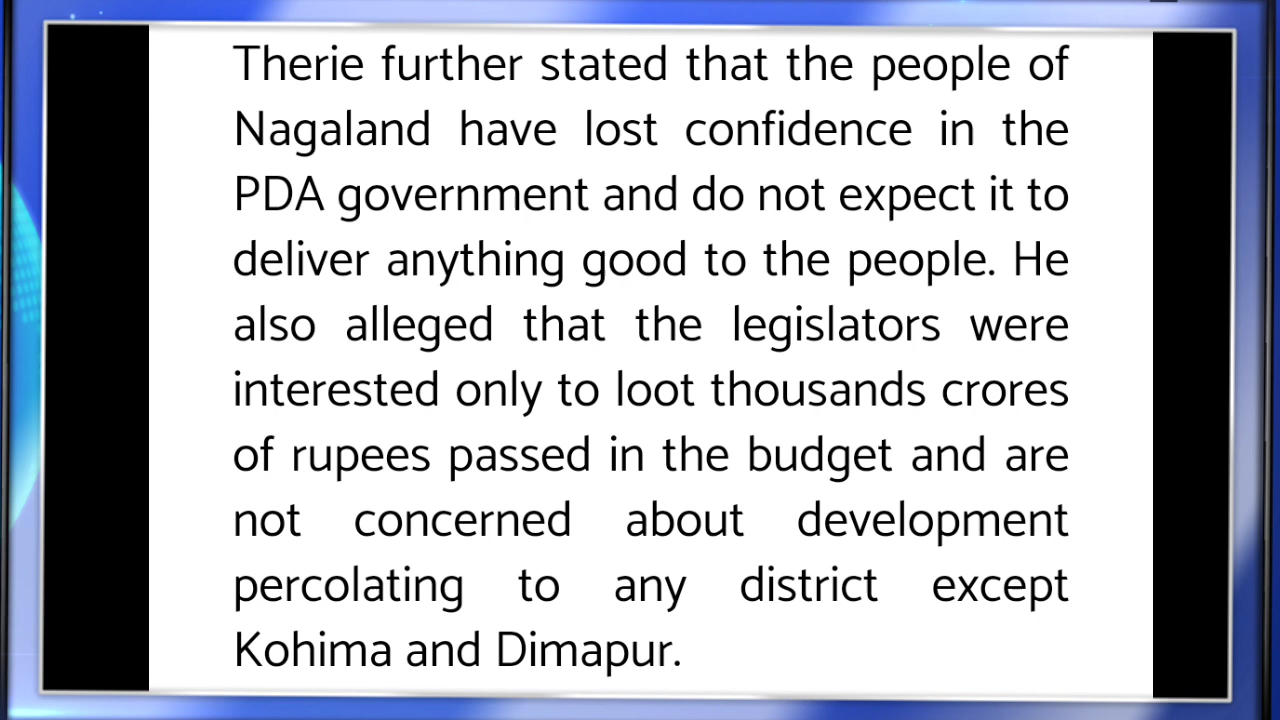 Therie further stated that the people of
Nagaland have lost confidence in the
PDA government and do not expect it to
deliver anything good to the people. He
also alleged that the legislators were
interested only to loot thousands crores
of rupees passed in the budget and are
not concerned about development
percolating to any district except
Kohima and Dimapur.